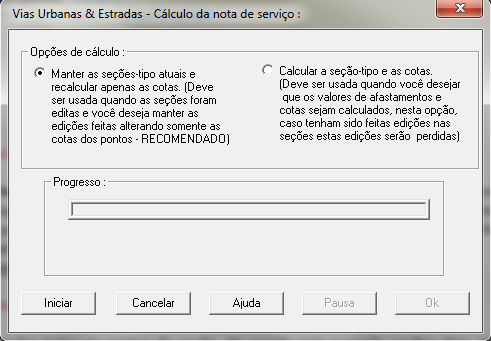 Vias Urbanas & Estradas - Cálculo da nota de serviço :
Opções de cálculo :
Manter as seções-tipo atuais e
recalcular apenas as cotas. (Deve
ser usada quando as seções foram
editas e você deseja manter as
edições feitas alterando somente as
cotas dos pontos - RECOMENDADO)
Calcular a seção-tipo e as cotas.
(Deve ser usada quando você desejar
que os valores de afastamentos e
cotas sejam calculados, nesta opção,
caso tenham sido feitas edições nas
seções estas edições serão perdidas)
Progresso :
Iniciar
Cancelar
Ajuda
Pausa
Ok